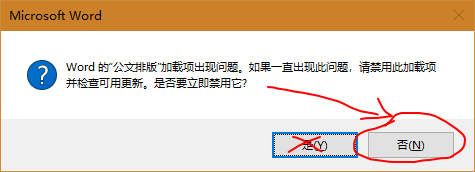 Microsoft Word
Word 的“公文排版”加载项出现问题。如果一直出现此问题，请禁用此加载项
并检查可用更新。是否要立即禁用它?
是(Y)
否(N)